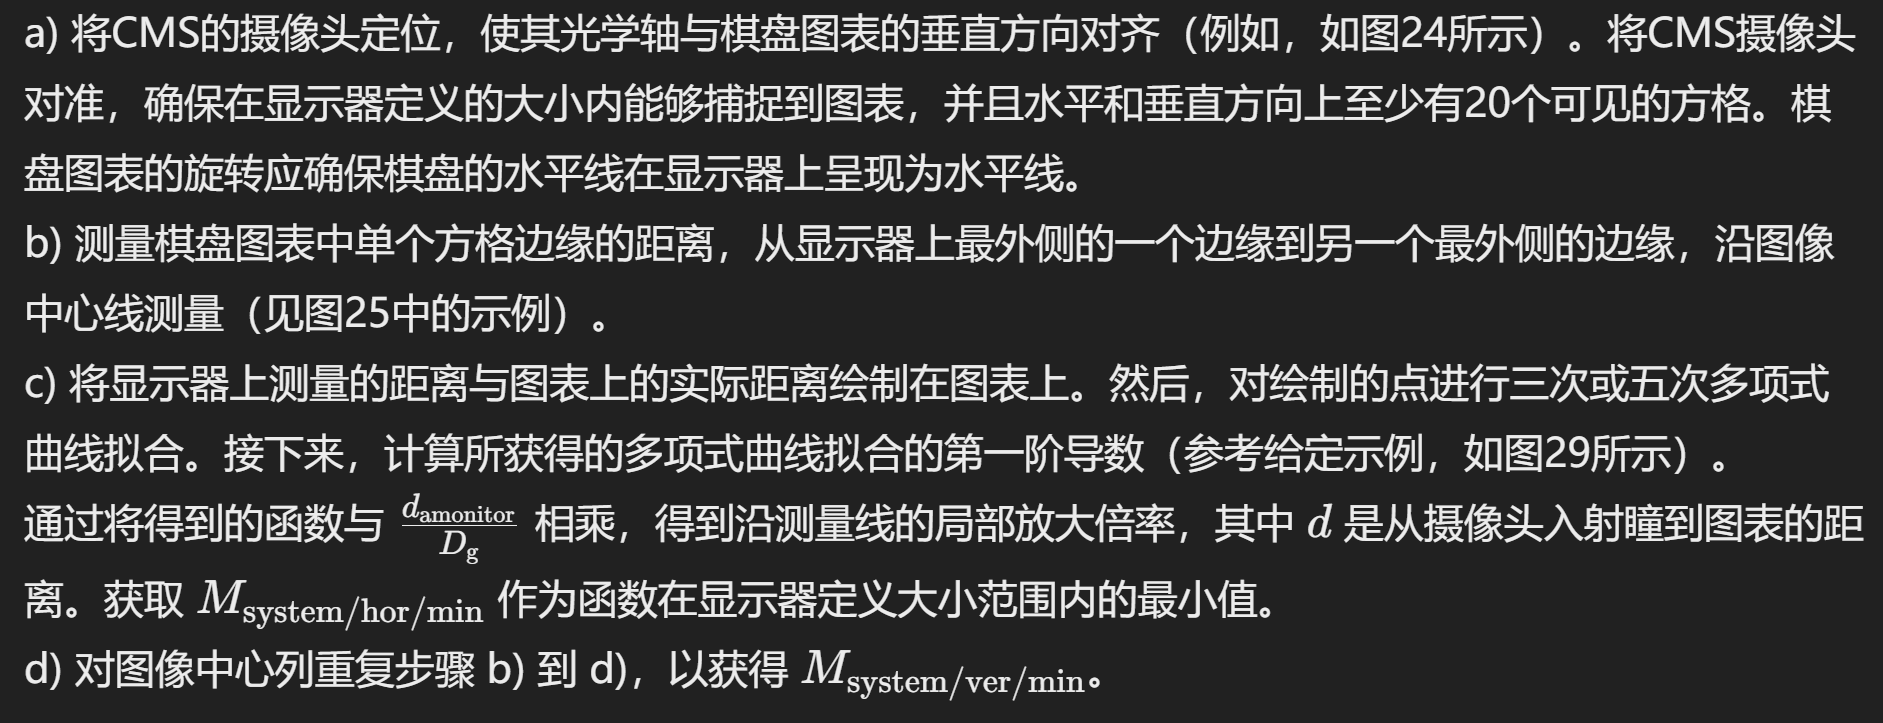 a) 将CMS的摄像头定位，使其光学轴与棋盘图表的垂直方向对齐（例如，如图24所示）。将CMS摄像头
对准，确保在显示器定义的大小内能够捕捉到图表，并且水平和垂直方向上至少有20个可见的方格。棋
盘图表的旋转应确保棋盘的水平线在显示器上呈现为水平线。
b) 测量棋盘图表中单个方格边缘的距离，从显示器上最外侧的一个边缘到另一个最外侧的边缘，沿图像
中心线测量（见图25中的示例）。
c) 将显示器上测量的距离与图表上的实际距离绘制在图表上。然后，对绘制的点进行三次或五次多项式
曲线拟合。接下来，计算所获得的多项式曲线拟合的第一阶导数（参考给定示例，如图29所示）。
通过将得到的函数与 $\frac{d_{\text{amonitor}}}{D_{\text{g}}}$ 相乘，得到沿测量线的局部放大倍率，其中 $d$ 是从摄像头入射瞳到图表的距
离。获取 $M_{\text{system/hor/min}}$ 作为函数在显示器定义大小范围内的最小值。
d) 对图像中心列重复步骤 b) 到 d)，以获得 $M_{\text{system/ver/min}}$。